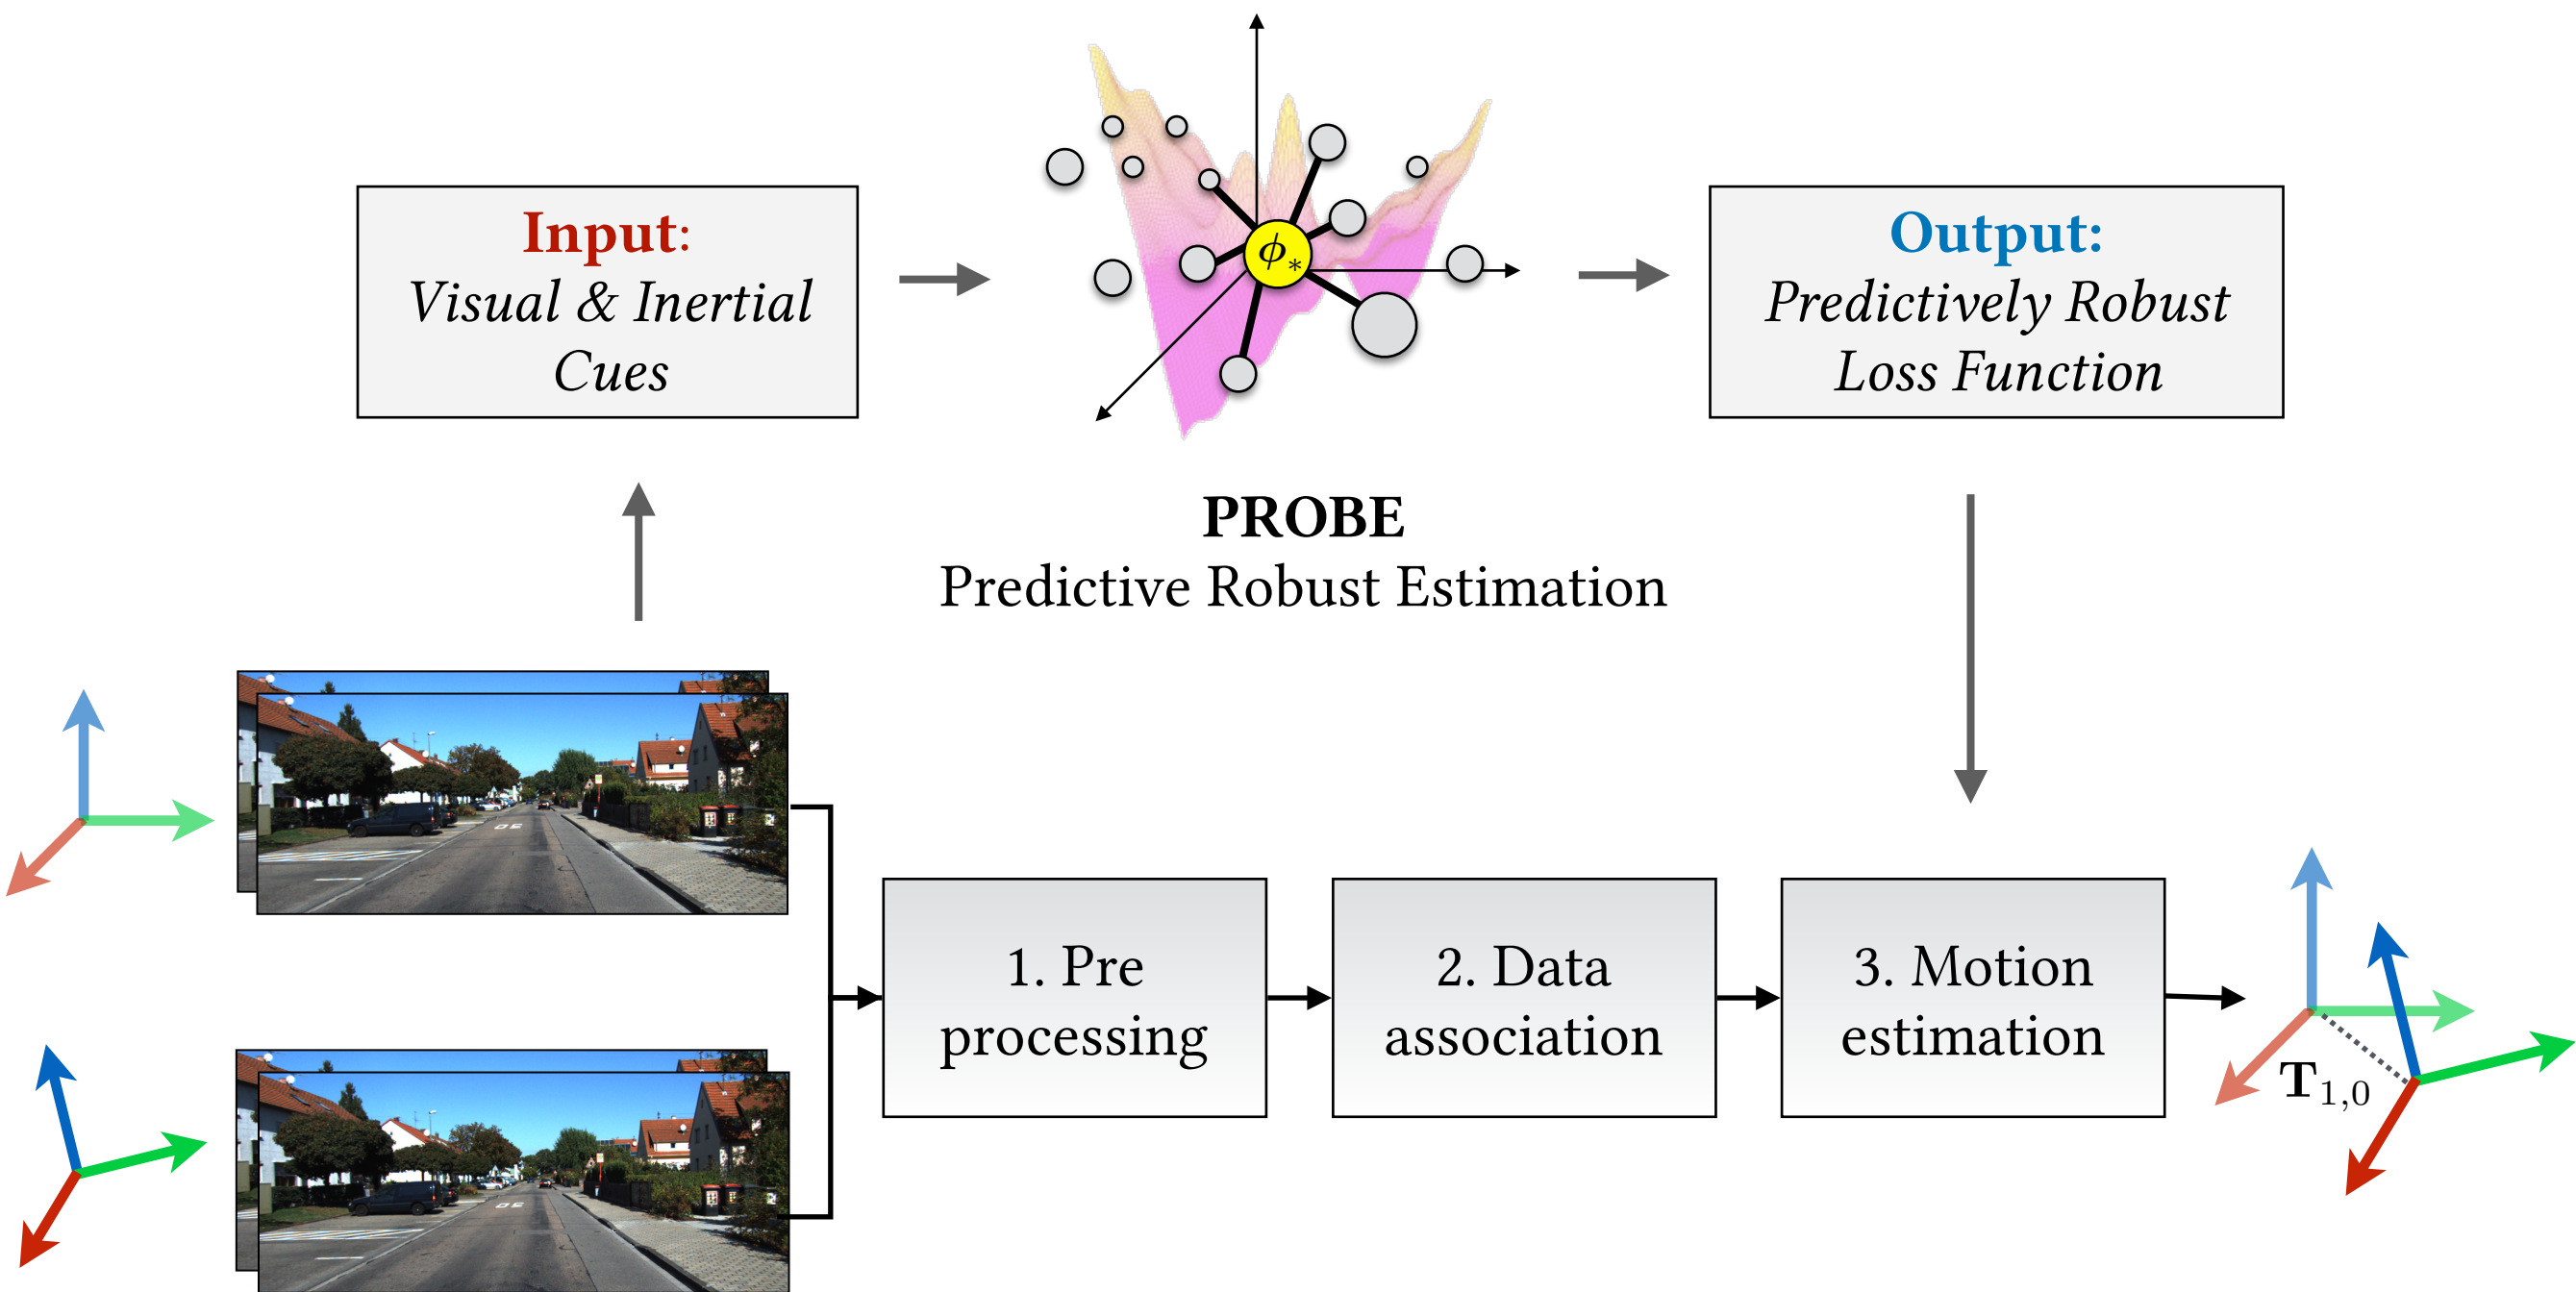 Input:
Visual & Inertial
Cues
ϕ*
Output:
Predictively Robust
Loss Function
PROBE
Predictive Robust Estimation
1. Pre
processing
2. Data
association
3. Motion
estimation
T1,0